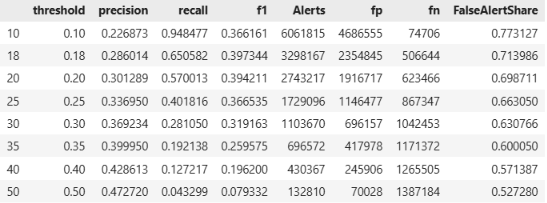 threshold precision recall f1 Alerts fp fn FalseAlertShare
10 0.10 0.226873 0.948477 0.366161 6061815 4686555 74706 0.773127
18 0.18 0.286014 0.650582 0.397344 3298167 2354845 506644 0.713986
20 0.20 0.301289 0.570013 0.394211 2743217 1916717 623466 0.698711
25 0.25 0.336950 0.401816 0.366535 1729096 1146477 867347 0.663050
30 0.30 0.369234 0.281050 0.319163 1103670 696157 1042453 0.630766
35 0.35 0.399950 0.192138 0.259575 696572 417978 1171372 0.600050
40 0.40 0.428613 0.127217 0.196200 430367 245906 1265505 0.571387
50 0.50 0.472720 0.043299 0.079332 132810 70028 1387184 0.527280